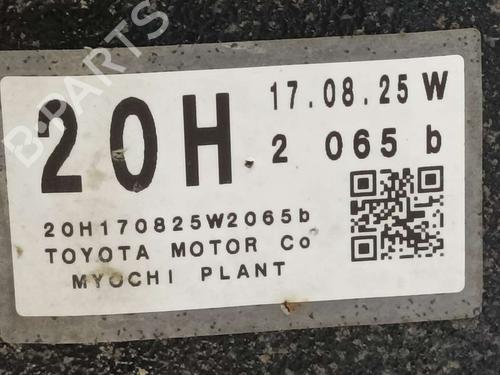 20H
17.08.25 W
2 065 b
20H170825W2065b
TOYOTA MOTOR Co
MYOCHI PLANT
B-PARTS